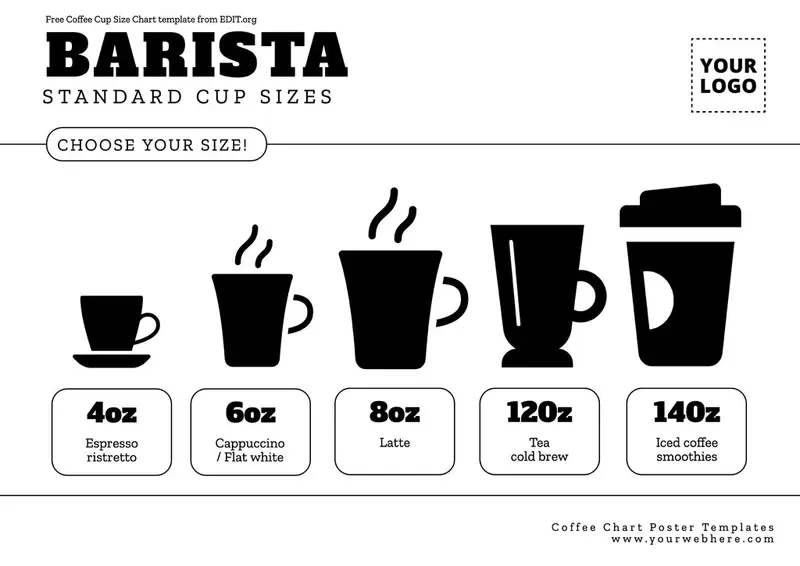 Free Coffee Cup Size Chart template from EDIT.org
BARISTA
STANDARD CUP SIZES
YOUR
LOGO
CHOOSE YOUR SIZE!
4oz
Espresso
ristretto
6oz
Cappuccino
/ Flat white
8oz
Latte
120z
Tea
cold brew
140z
Iced coffee
smoothies
Coffee Chart Poster Templates
www.yourwebhere.com